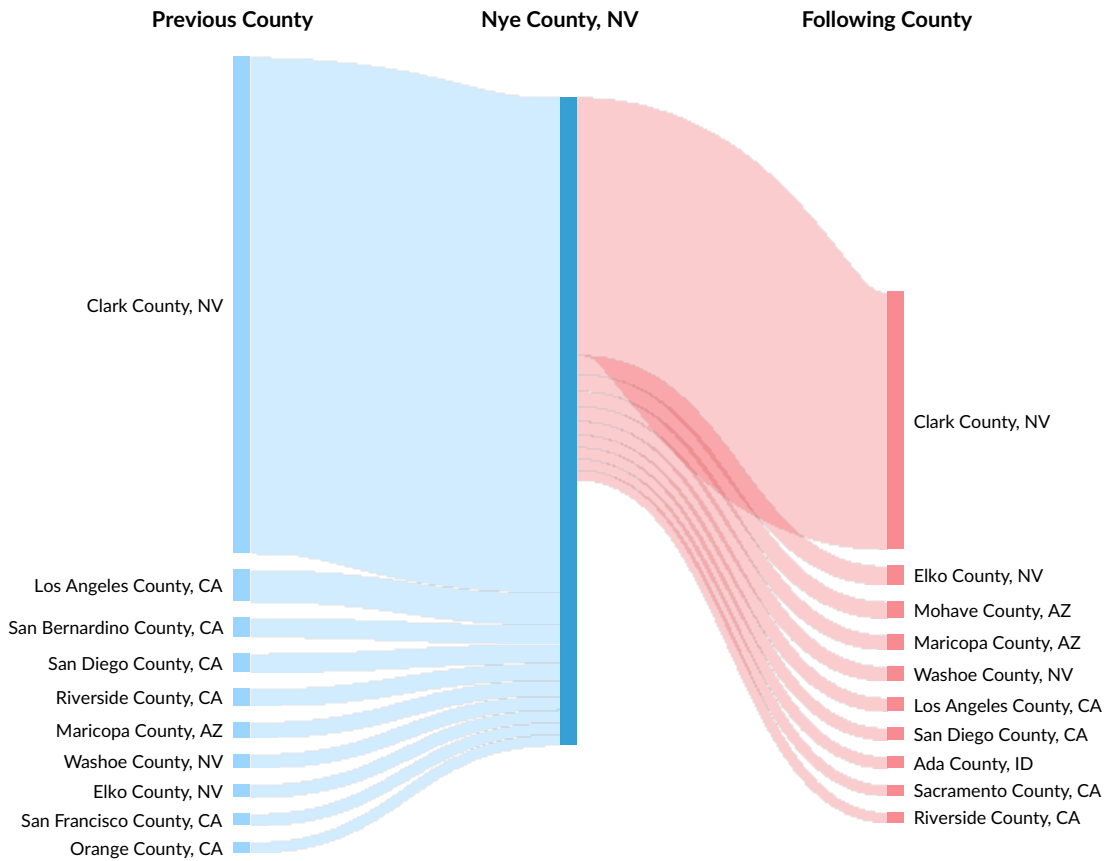 Previous County
Nye County, NV
Following County
Clark County, NV
Los Angeles County, CA
San Bernardino County, CA
San Diego County, CA
Riverside County, CA
Maricopa County, AZ
Washoe County, NV
Elko County, NV
San Francisco County, CA
Orange County, CA
Clark County, NV
Elko County, NV
Mohave County, AZ
Maricopa County, AZ
Washoe County, NV
Los Angeles County, CA
San Diego County, CA
Ada County, ID
Sacramento County, CA
Riverside County, CA